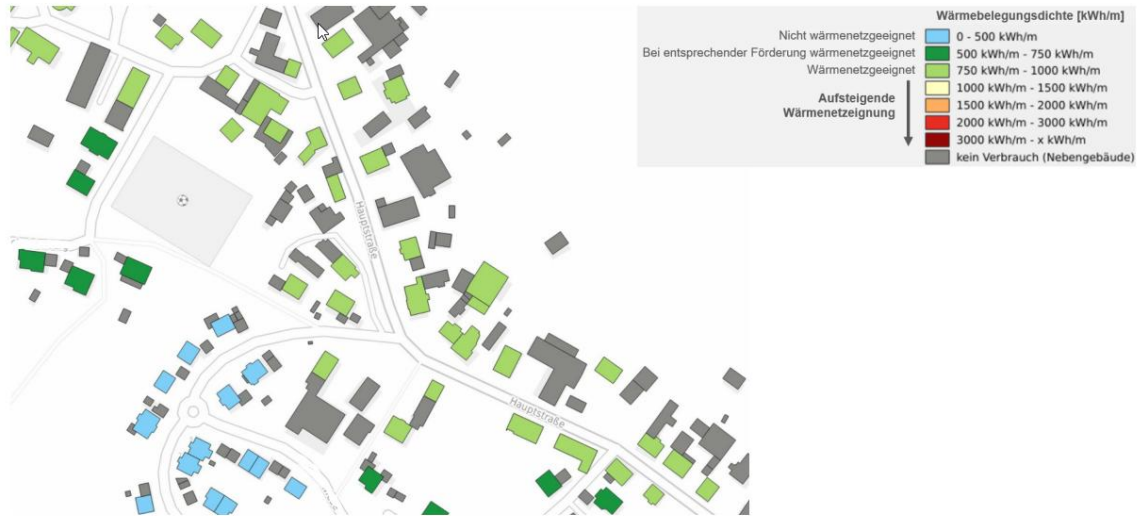 Wärmebelegungsdichte [kWh/m]
Nicht wärmenetzgeeignet 0 - 500 kWh/m
Bei entsprechender Förderung wärmenetzgeeignet 500 kWh/m - 750 kWh/m
Wärmenetzgeeignet 750 kWh/m - 1000 kWh/m
1000 kWh/m - 1500 kWh/m
Aufsteigende
Wärmenetzeignung
1500 kWh/m - 2000 kWh/m
2000 kWh/m - 3000 kWh/m
3000 kWh/m - x kWh/m
kein Verbrauch (Nebengebäude)
Hauptstraße
Hauptstraße